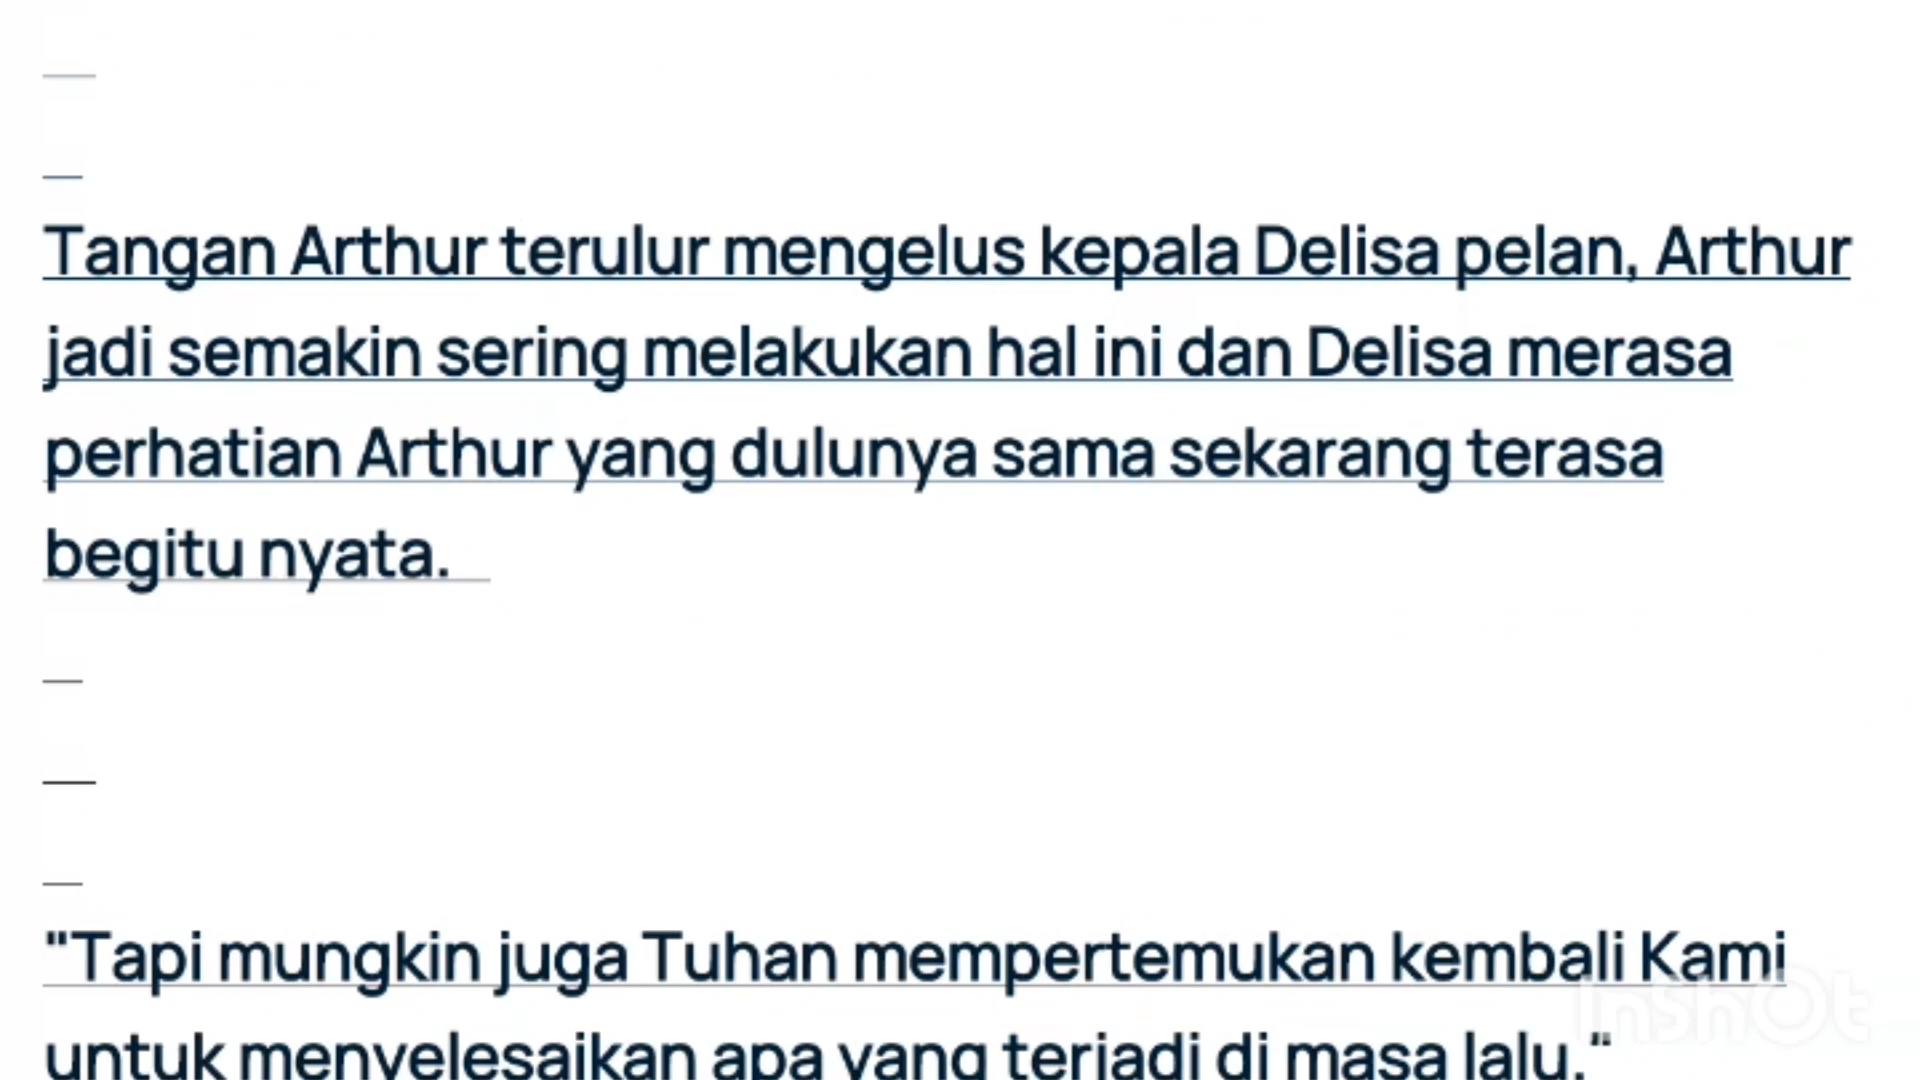 Tangan Arthur terulur mengelus kepala Delisa pelan, Arthur
jadi semakin sering melakukan hal ini dan Delisa merasa
perhatian Arthur yang dulunya sama sekarang terasa
begitu nyata.
"Tapi mungkin juga Tuhan mempertemukan kembali Kami
untuk menyelesaikan apa yang terjadi di masa lalu."
InShOt